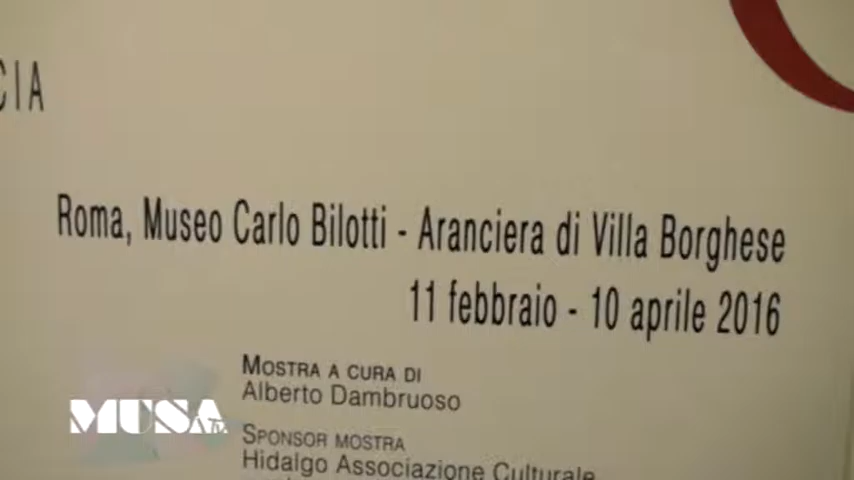 CIA
Roma, Museo Carlo Bilotti - Aranciera di Villa Borghese
11 febbraio - 10 aprile 2016
MOSTRA A CURA DI
Alberto Dambruoso
SPONSOR MOSTRA
Hidalgo Associazione Culturale
MUSA TV